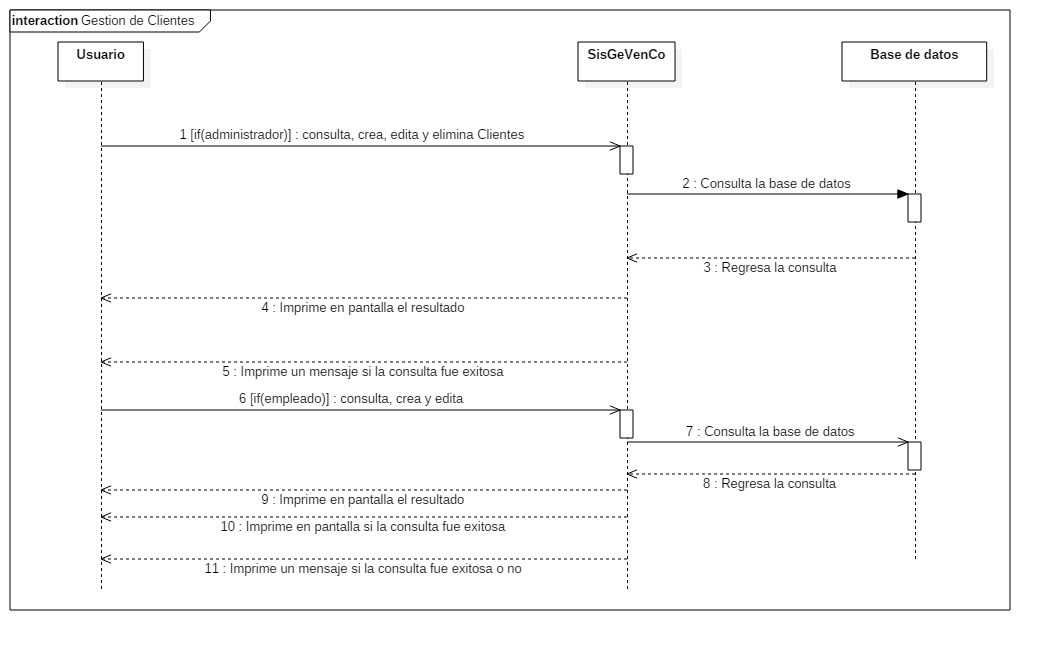 interaction Gestion de Clientes
Usuario
SisGeVenCo
Base de datos
1 [if(administrador)] : consulta, crea, edita y elimina Clientes
2 : Consulta la base de datos
3 : Regresa la consulta
4 : Imprime en pantalla el resultado
5 : Imprime un mensaje si la consulta fue exitosa
6 [if(empleado)] : consulta, crea y edita
7 : Consulta la base de datos
8 : Regresa la consulta
9 : Imprime en pantalla el resultado
10 : Imprime en pantalla si la consulta fue exitosa
11 : Imprime un mensaje si la consulta fue exitosa o no